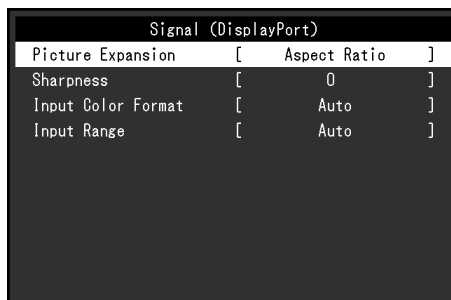 Signal (DisplayPort)
Picture Expansion [ Aspect Ratio ]
Sharpness [ 0 ]
Input Color Format [ Auto ]
Input Range [ Auto ]